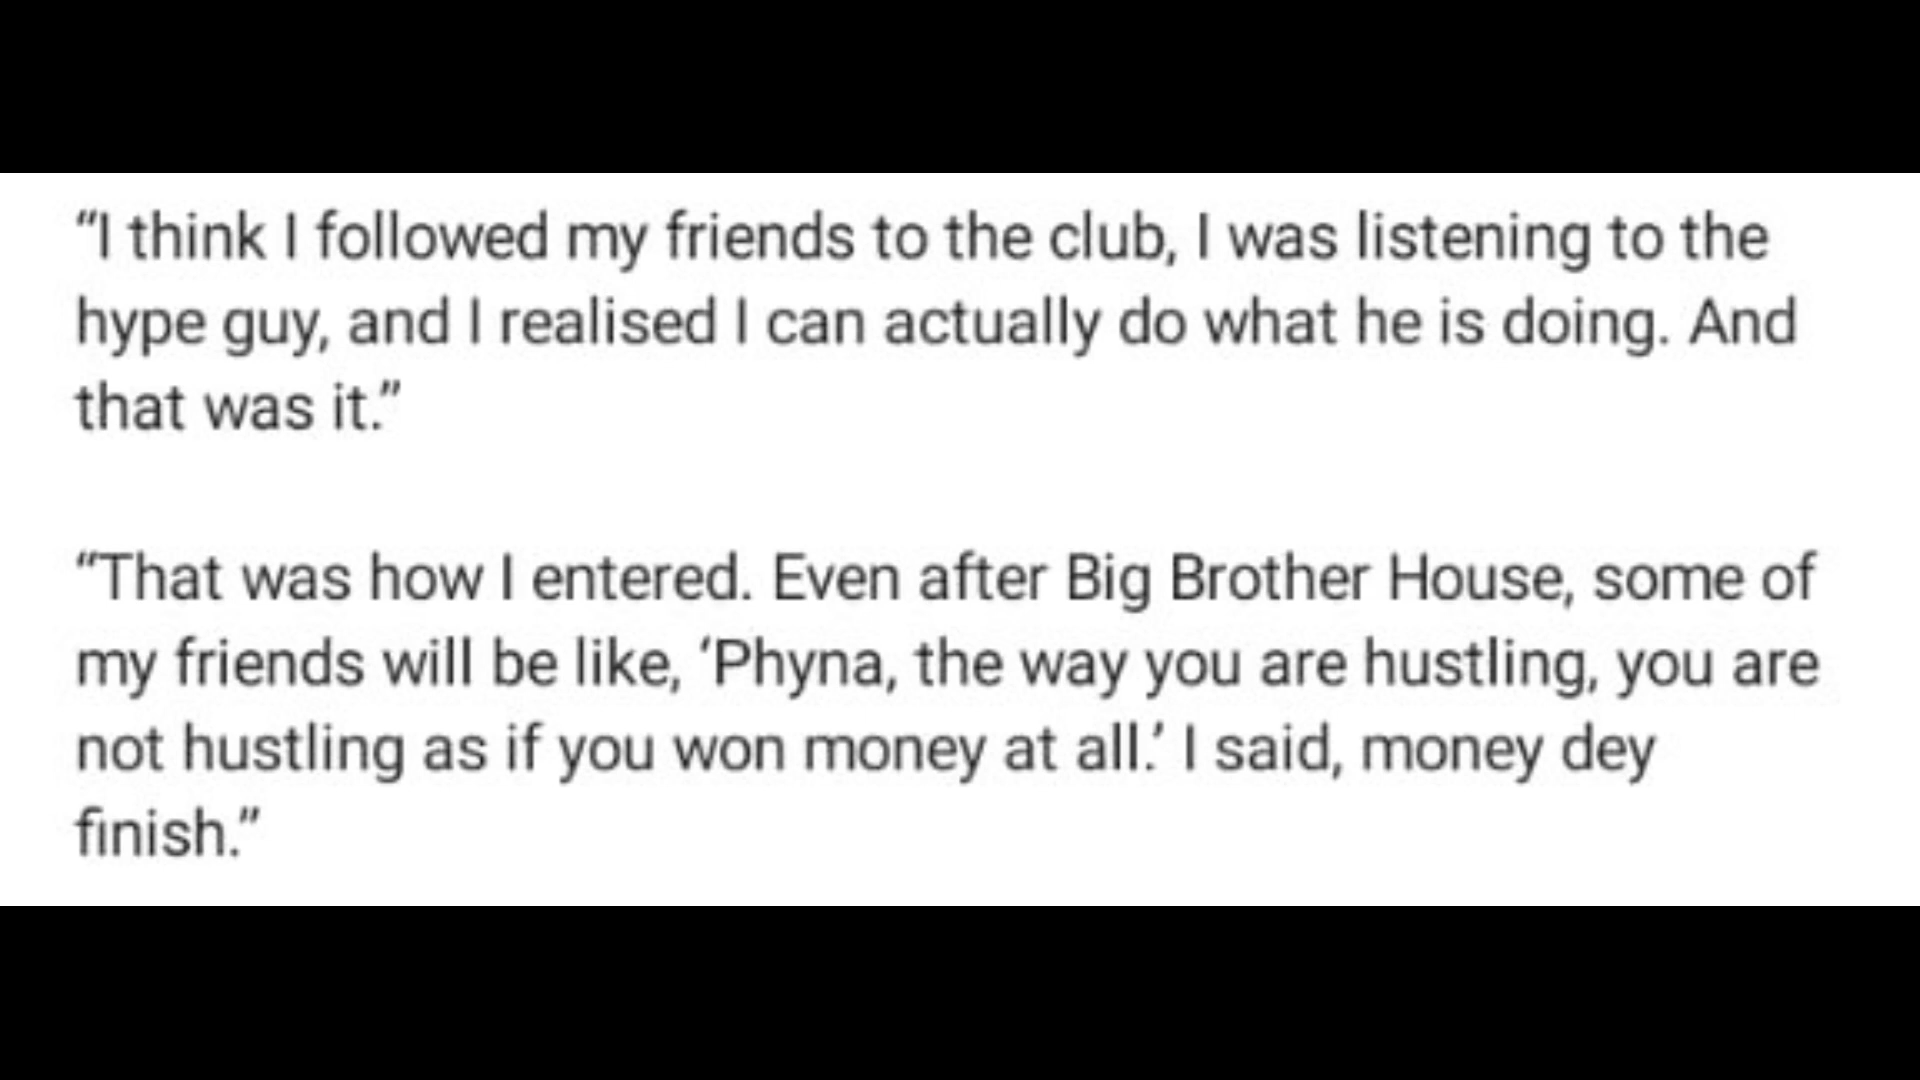 “I think I followed my friends to the club, I was listening to the
hype guy, and I realised I can actually do what he is doing. And
that was it.”
“That was how I entered. Even after Big Brother House, some of
my friends will be like, ‘Phyna, the way you are hustling, you are
not hustling as if you won money at all.’ I said, money dey
finish.”